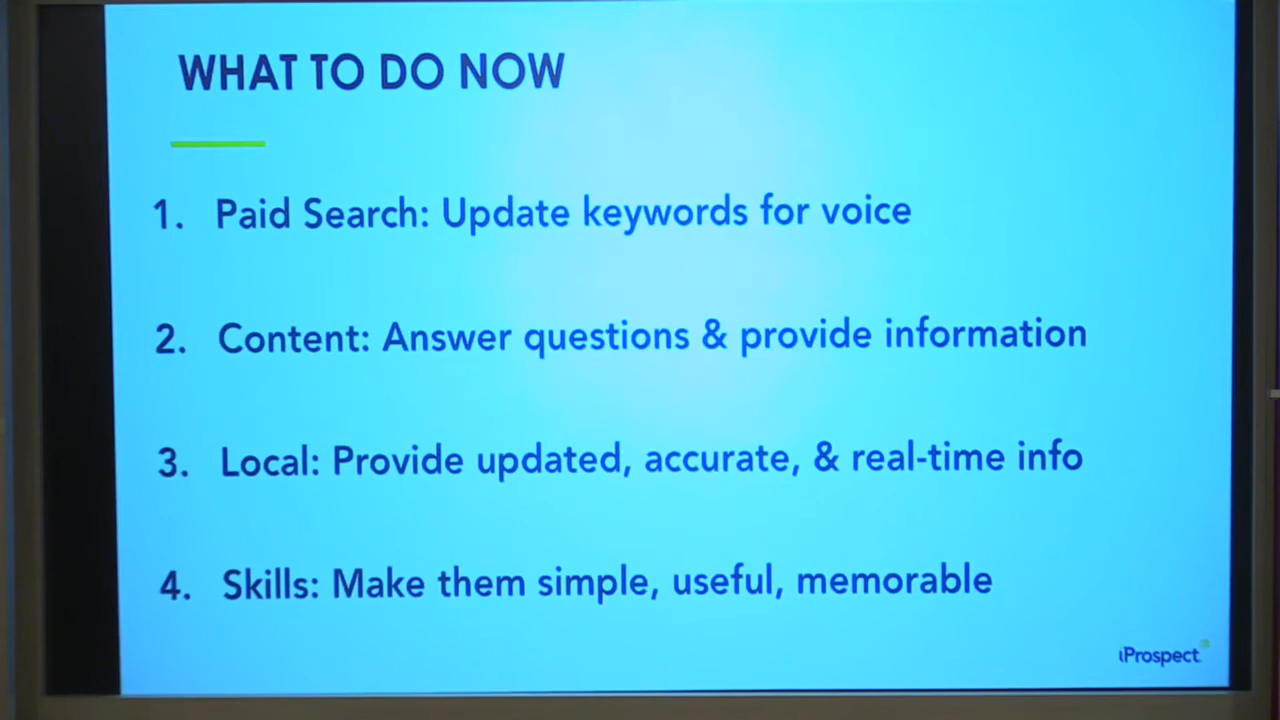 WHAT TO DO NOW
1. Paid Search: Update keywords for voice
2. Content: Answer questions & provide information
3. Local: Provide updated, accurate, & real-time info
4. Skills: Make them simple, useful, memorable
iProspect